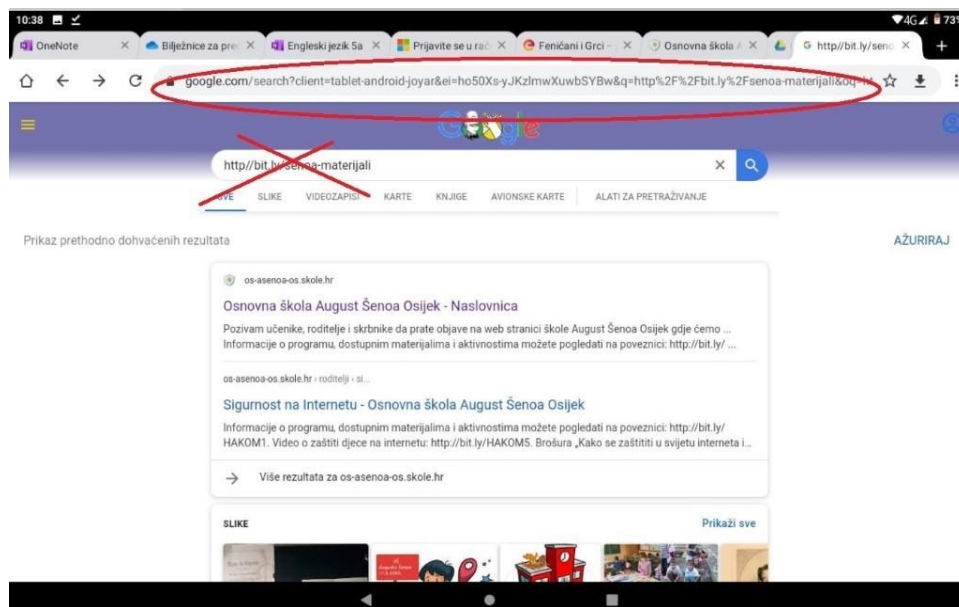 10:38 4G 73%
OneNote Bilježnice za pre Engleski jezik 5a Prijavite se u rač Feničani i Grci - Osnovna škola http//bit.ly/seno
google.com/search?client=tablet-android-joyar&ei=ho50Xs-yJKzlmwXuwbSYBw&q=http%2F%2Fbit.ly%2Fsenoa-materijali&oq=ht
Google
http//bit.ly/senoa-materijali
SVE SLIKE VIDEOZAPISI KARTE KNJIGE AVIONSKE KARTE ALATI ZA PRETRAŽIVANJE
Prikaz prethodno dohvaćenih rezultata AŽURIRAJ
os-asenoa-os.skole.hr
Osnovna škola August Šenoa Osijek - Naslovnica
Pozivam učenike, roditelje i skrbnike da prate objave na web stranici škole August Šenoa Osijek gdje ćemo ...
Informacije o programu, dostupnim materijalima i aktivnostima možete pogledati na poveznici: http://bit.ly/ ...
os-asenoa-os.skole.hr › roditelji › si...
Sigurnost na Internetu - Osnovna škola August Šenoa Osijek
Informacije o programu, dostupnim materijalima i aktivnostima možete pogledati na poveznici: http://bit.ly/
HAKOM1. Video o zaštiti djece na internetu: http://bit.ly/HAKOM5. Brošura „Kako se zaštititi u svijetu interneta i...
Više rezultata za os-asenoa-os.skole.hr
SLIKE Prikaži sve